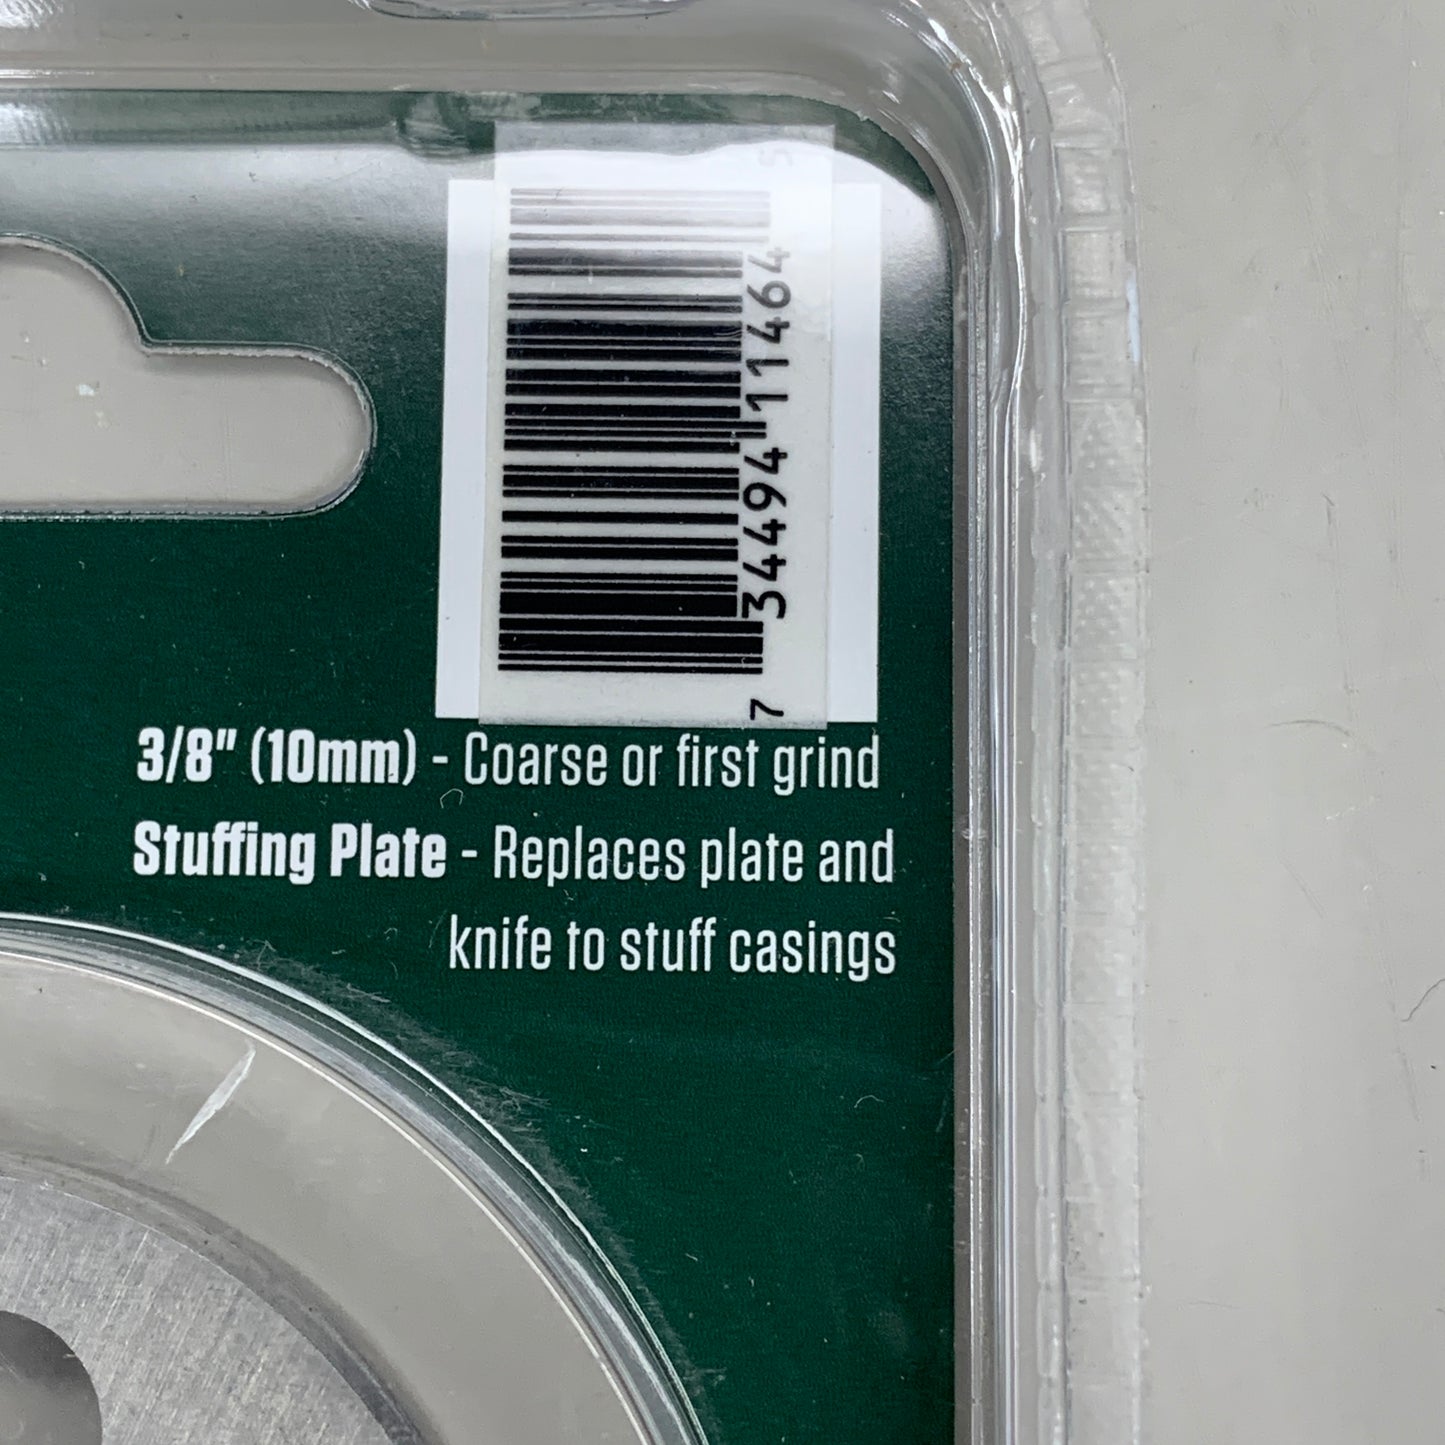 7 34494 11464 5
3/8" (10mm) - Coarse or first grind
Stuffing Plate - Replaces plate and
knife to stuff casings